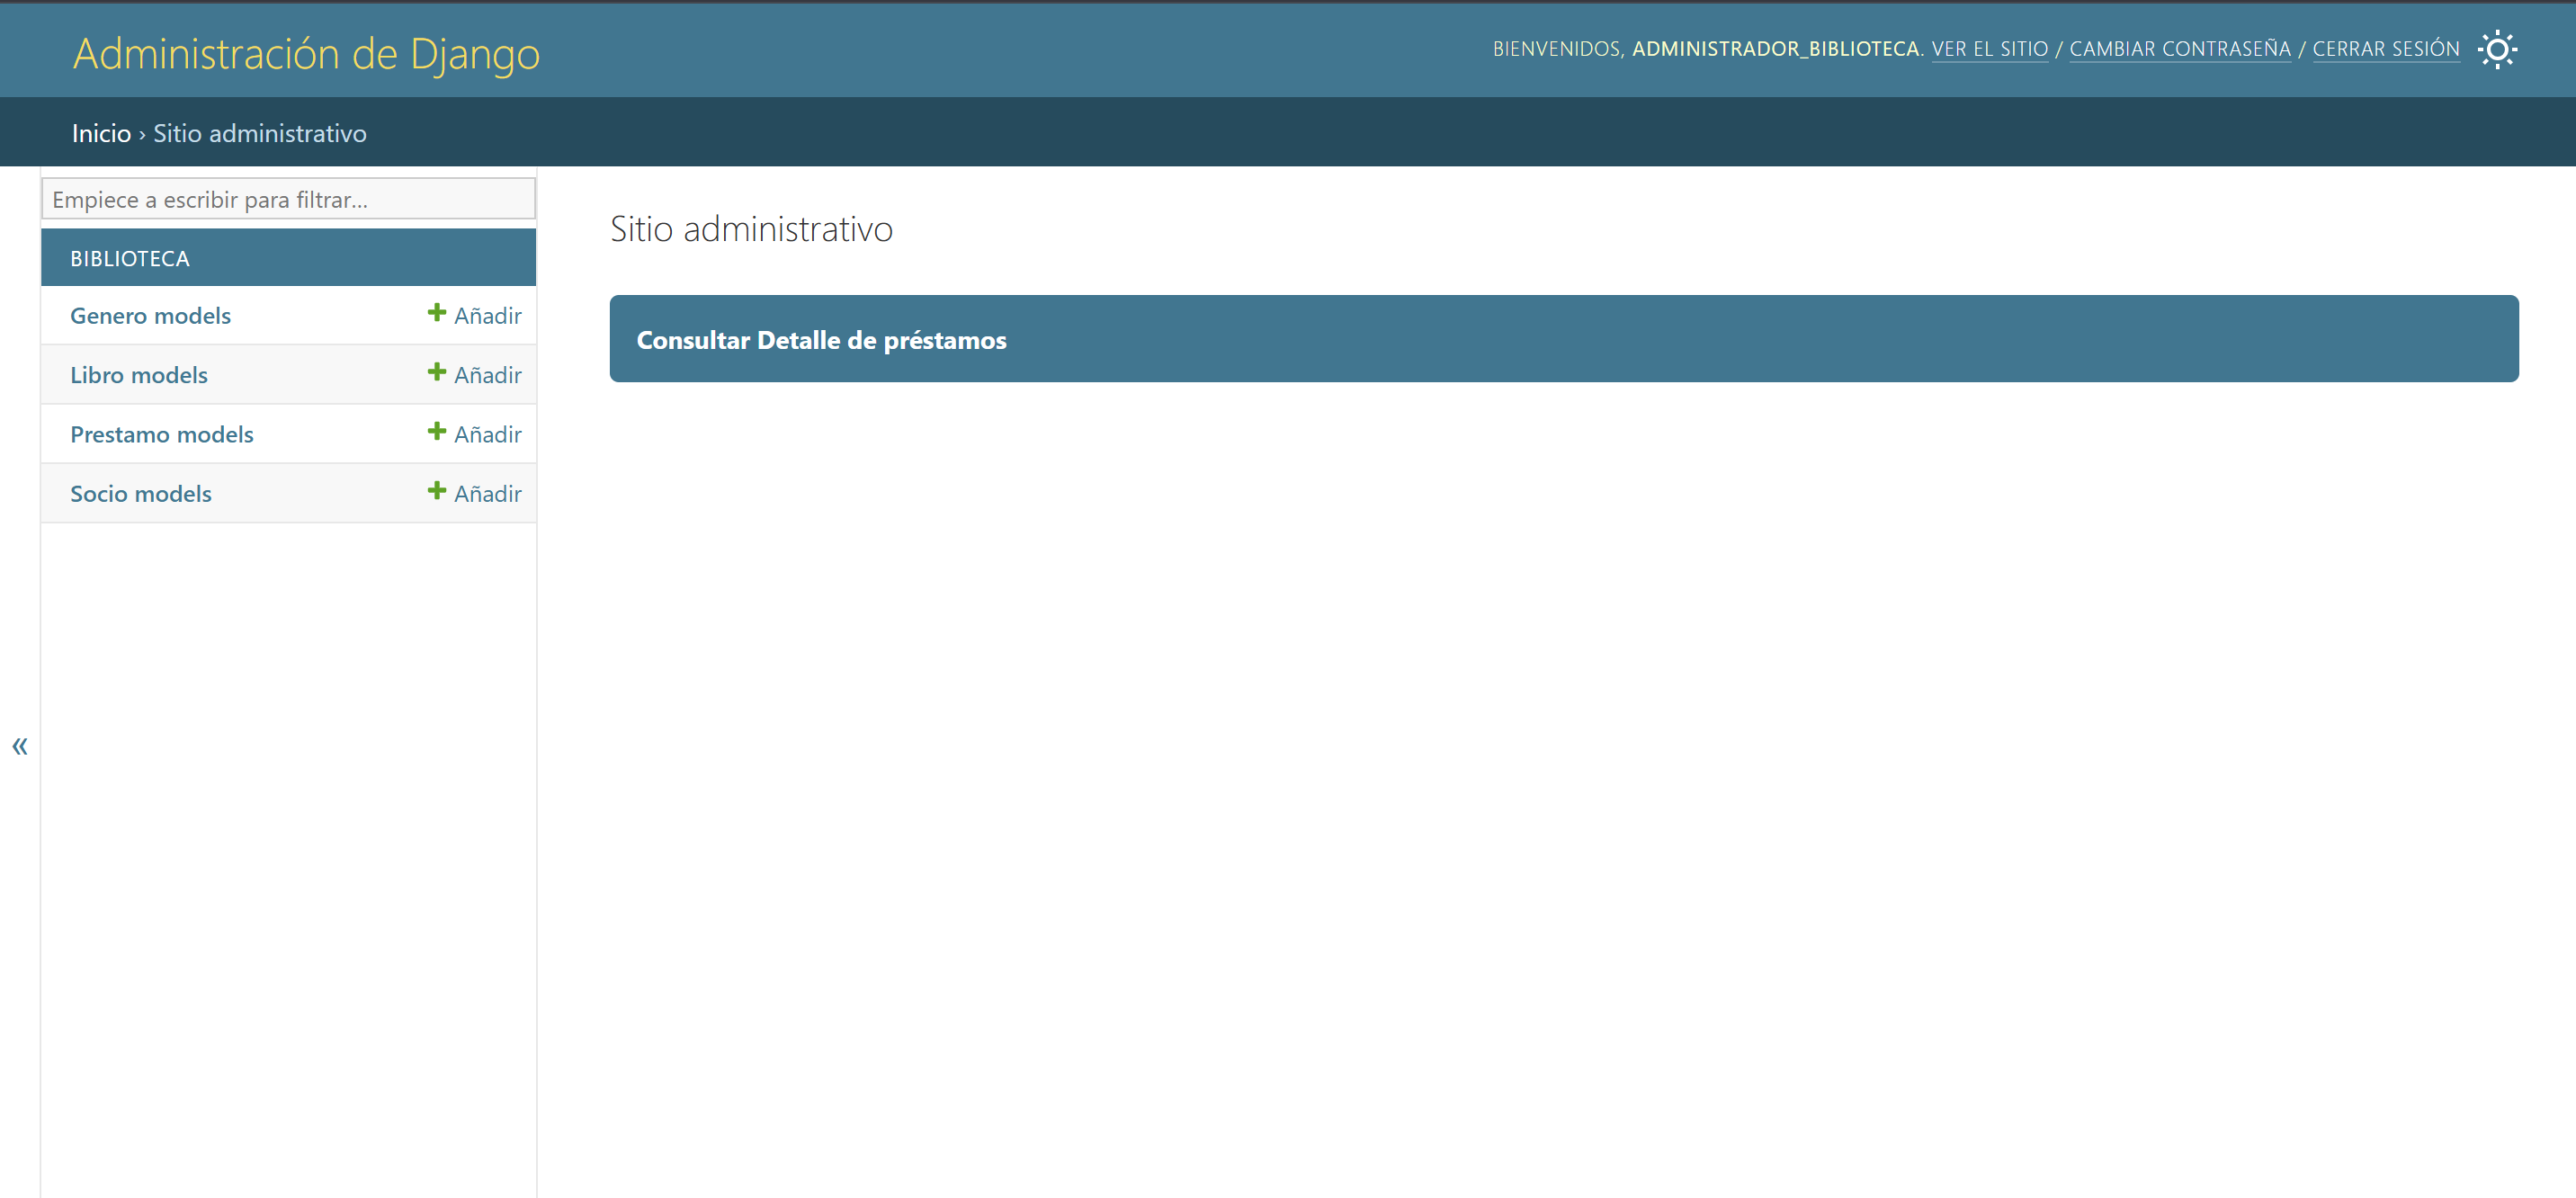 Administración de Django
BIENVENIDOS, ADMINISTRADOR_BIBLIOTECA. VER EL SITIO / CAMBIAR CONTRASEÑA / CERRAR SESIÓN
Inicio › Sitio administrativo
Empiece a escribir para filtrar...
BIBLIOTECA
Genero models Añadir
Libro models Añadir
Prestamo models Añadir
Socio models Añadir
«
Sitio administrativo
Consultar Detalle de préstamos